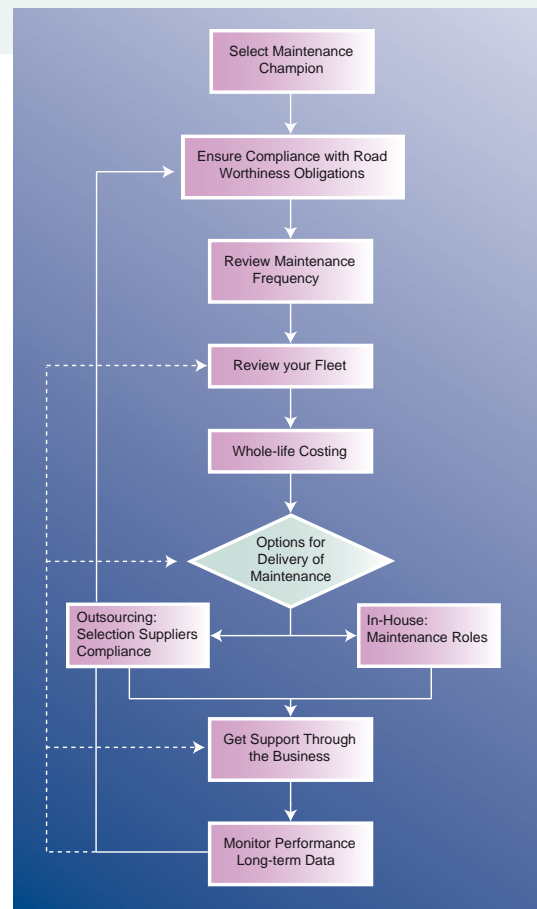 Select Maintenance
Champion
Ensure Compliance with Road
Worthiness Obligations
Review Maintenance
Frequency
Review your Fleet
Whole-life Costing
Options for
Delivery of
Maintenance
Outsourcing:
Selection Suppliers
Compliance
In-House:
Maintenance Roles
Get Support Through
the Business
Monitor Performance
Long-term Data